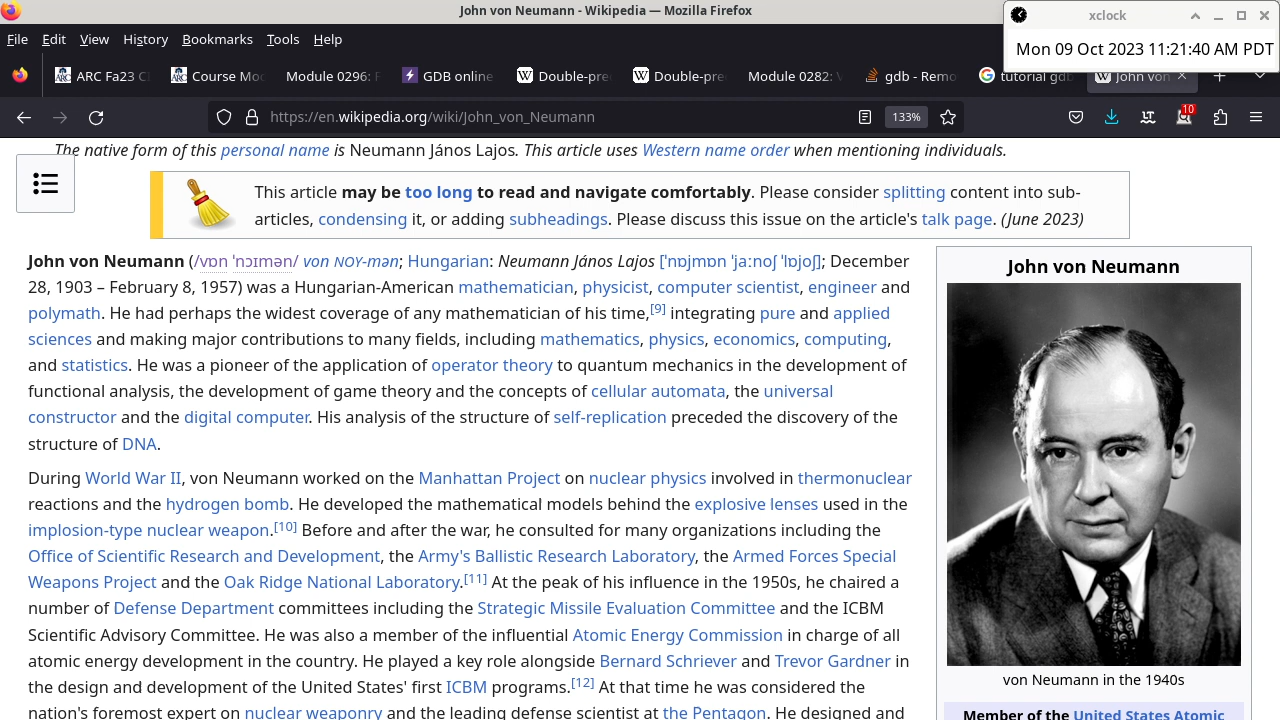 John von Neumann - Wikipedia — Mozilla Firefox
xclock
Mon 09 Oct 2023 11:21:40 AM PDT
File Edit View History Bookmarks Tools Help
ARC Fa23 C
Course Mod
Module 0296: F
GDB online
Double-pre
Double-pre
Module 0282: V
gdb - Remo
tutorial gdb
John von
https://en.wikipedia.org/wiki/John_von_Neumann
133%
10
The native form of this personal name is Neumann János Lajos. This article uses Western name order when mentioning individuals.
This article may be too long to read and navigate comfortably. Please consider splitting content into sub-
articles, condensing it, or adding subheadings. Please discuss this issue on the article's talk page. (June 2023)
John von Neumann (/vɒn ˈnɔɪmən/ von NOY-mən; Hungarian: Neumann János Lajos [ˈnɒjmɒn ˈjaːnoʃ ˈlɒjoʃ]; December
28, 1903 – February 8, 1957) was a Hungarian-American mathematician, physicist, computer scientist, engineer and
polymath. He had perhaps the widest coverage of any mathematician of his time,[9] integrating pure and applied
sciences and making major contributions to many fields, including mathematics, physics, economics, computing,
and statistics. He was a pioneer of the application of operator theory to quantum mechanics in the development of
functional analysis, the development of game theory and the concepts of cellular automata, the universal
constructor and the digital computer. His analysis of the structure of self-replication preceded the discovery of the
structure of DNA.
During World War II, von Neumann worked on the Manhattan Project on nuclear physics involved in thermonuclear
reactions and the hydrogen bomb. He developed the mathematical models behind the explosive lenses used in the
implosion-type nuclear weapon.[10] Before and after the war, he consulted for many organizations including the
Office of Scientific Research and Development, the Army's Ballistic Research Laboratory, the Armed Forces Special
Weapons Project and the Oak Ridge National Laboratory.[11] At the peak of his influence in the 1950s, he chaired a
number of Defense Department committees including the Strategic Missile Evaluation Committee and the ICBM
Scientific Advisory Committee. He was also a member of the influential Atomic Energy Commission in charge of all
atomic energy development in the country. He played a key role alongside Bernard Schriever and Trevor Gardner in
the design and development of the United States' first ICBM programs.[12] At that time he was considered the
nation's foremost expert on nuclear weaponry and the leading defense scientist at the Pentagon. He designed and
John von Neumann
von Neumann in the 1940s
Member of the United States Atomic